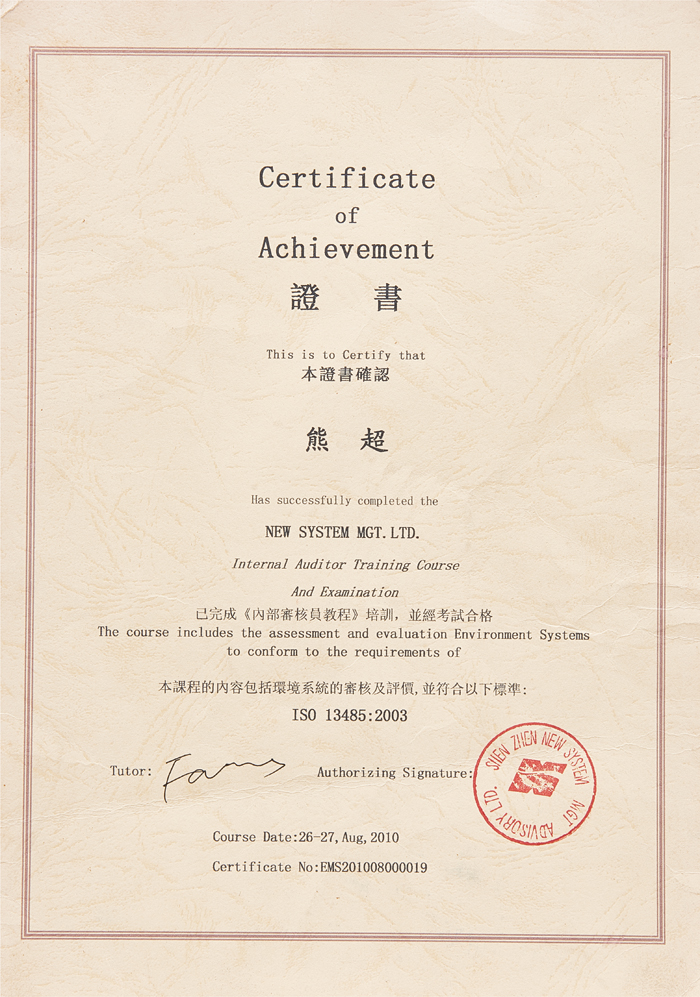 Certificate
of
Achievement
證 書
This is to Certify that
本證書確認
熊 超
Has successfully completed the
NEW SYSTEM MGT.LTD.
Internal Auditor Training Course
And Examination
已完成《內部審核員教程》培訓，並經考試合格
The course includes the assessment and evaluation Environment Systems
to conform to the requirements of
本課程的內容包括環境系統的審核及評價,並符合以下標準:
ISO 13485:2003
Tutor:
Authorizing Signature:
SHEN ZHEN NEW SYSTEM MGT ADVISORY LTD.
Course Date:26-27,Aug,2010
Certificate No:EMS201008000019